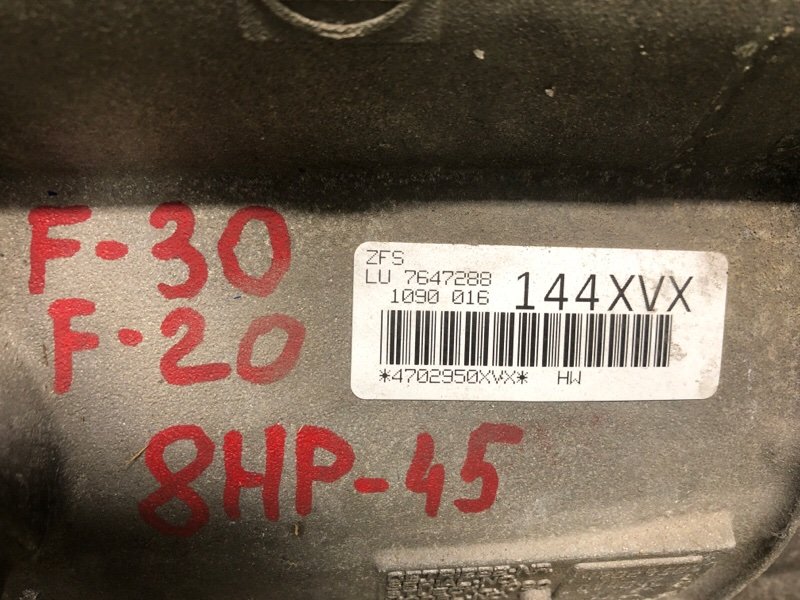 F-30
F-20
8HP-45
ZFS
LU 7647288
1090 016 144XVX
*4702950XVX* HW